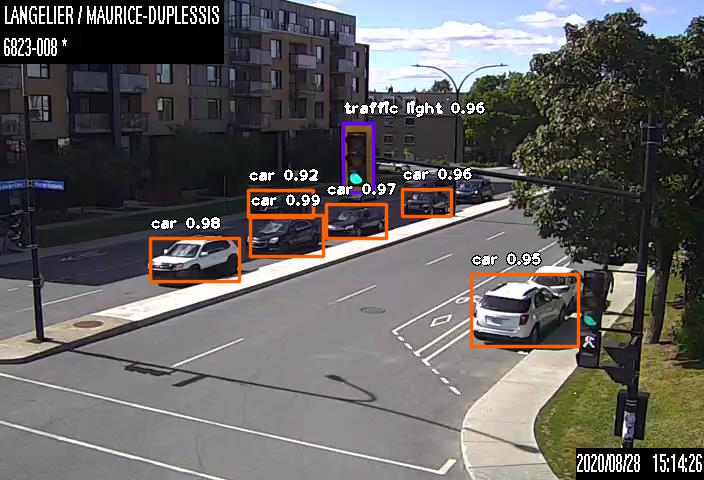 LANGELIER / MAURICE-DUPLESSIS
6823-008 *
traffic light 0.96
car 0.92
car 0.96
car 0.97
car 0.99
car 0.98
car 0.95
2020/08/28 15:14:26